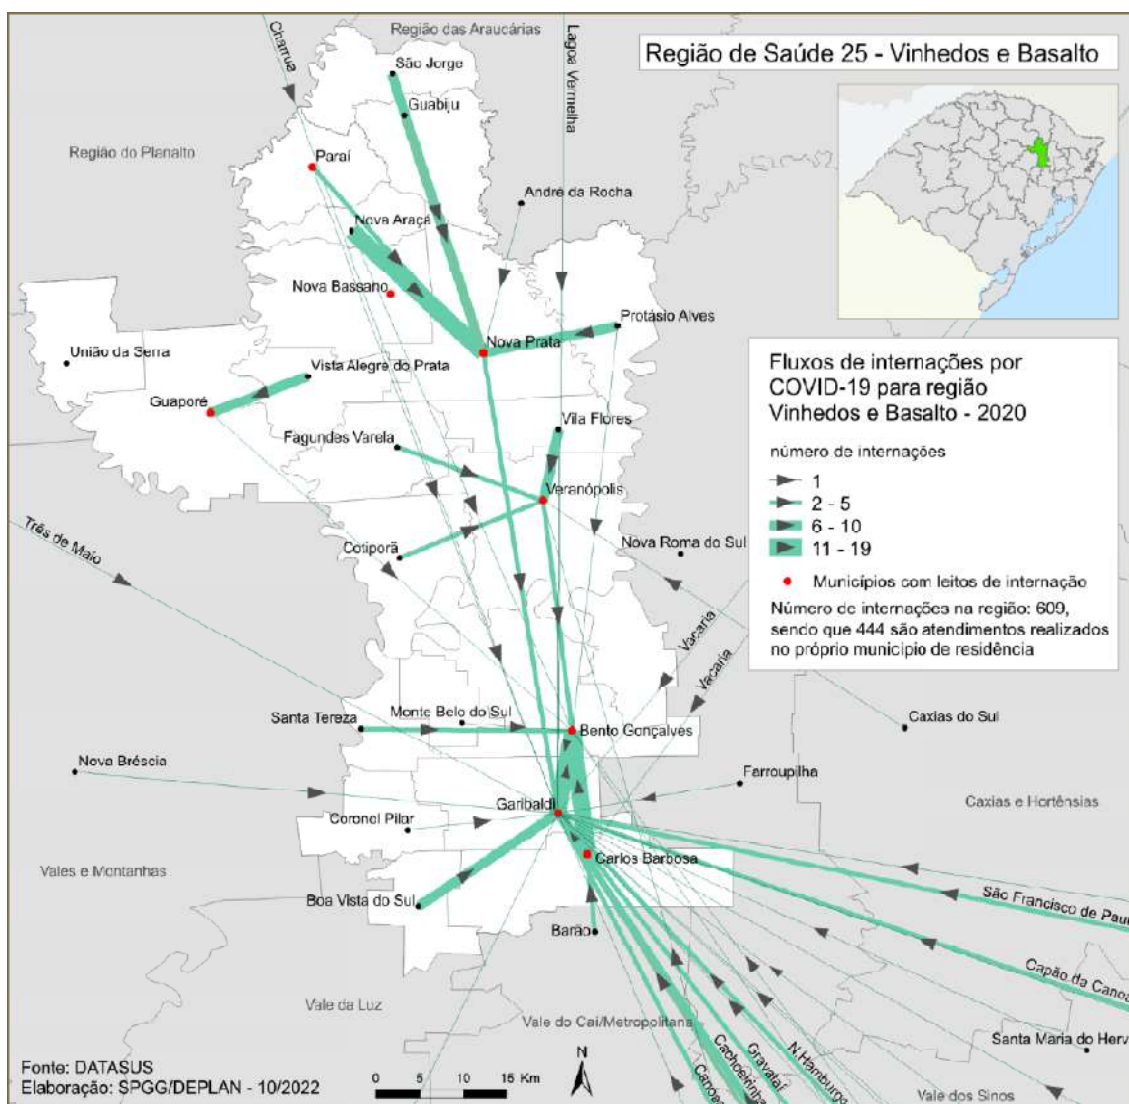 Região de Saúde 25 - Vinhedos e Basalto
Região das Araucárias
Charrua
Lagoa Vermelha
São Jorge
Guabiju
Região do Planalto
Paraí
André da Rocha
Nova Araçá
Nova Bassano
Protásio Alves
Nova Prata
União da Serra
Vista Alegre do Prata
Guaporé
Fagundes Varela
Vila Flores
Veranópolis
Cotiporã
Três de Maio
Nova Roma do Sul
Vacaria
Vacaria
Santa Tereza
Monte Belo do Sul
Bento Gonçalves
Caxias do Sul
Nova Bréscia
Farroupilha
Garibaldi
Caxias e Hortênsias
Coronel Pilar
Vales e Montanhas
Carlos Barbosa
Boa Vista do Sul
Barão
São Francisco de Paul
Capão da Canoa
Vale da Luz
Vale do Caí/Metropolitana
Santa Maria do Herv
Canoas
Cachoeirinha
Gravataí
N.Hamburgo
Vale dos Sinos
Fluxos de internações por
COVID-19 para região
Vinhedos e Basalto - 2020
número de internações
1
2 - 5
6 - 10
11 - 19
Municípios com leitos de internação
Número de internações na região: 609,
sendo que 444 são atendimentos realizados
no próprio município de residência
Fonte: DATASUS
Elaboração: SPGG/DEPLAN - 10/2022
0 5 10 15 Km
N